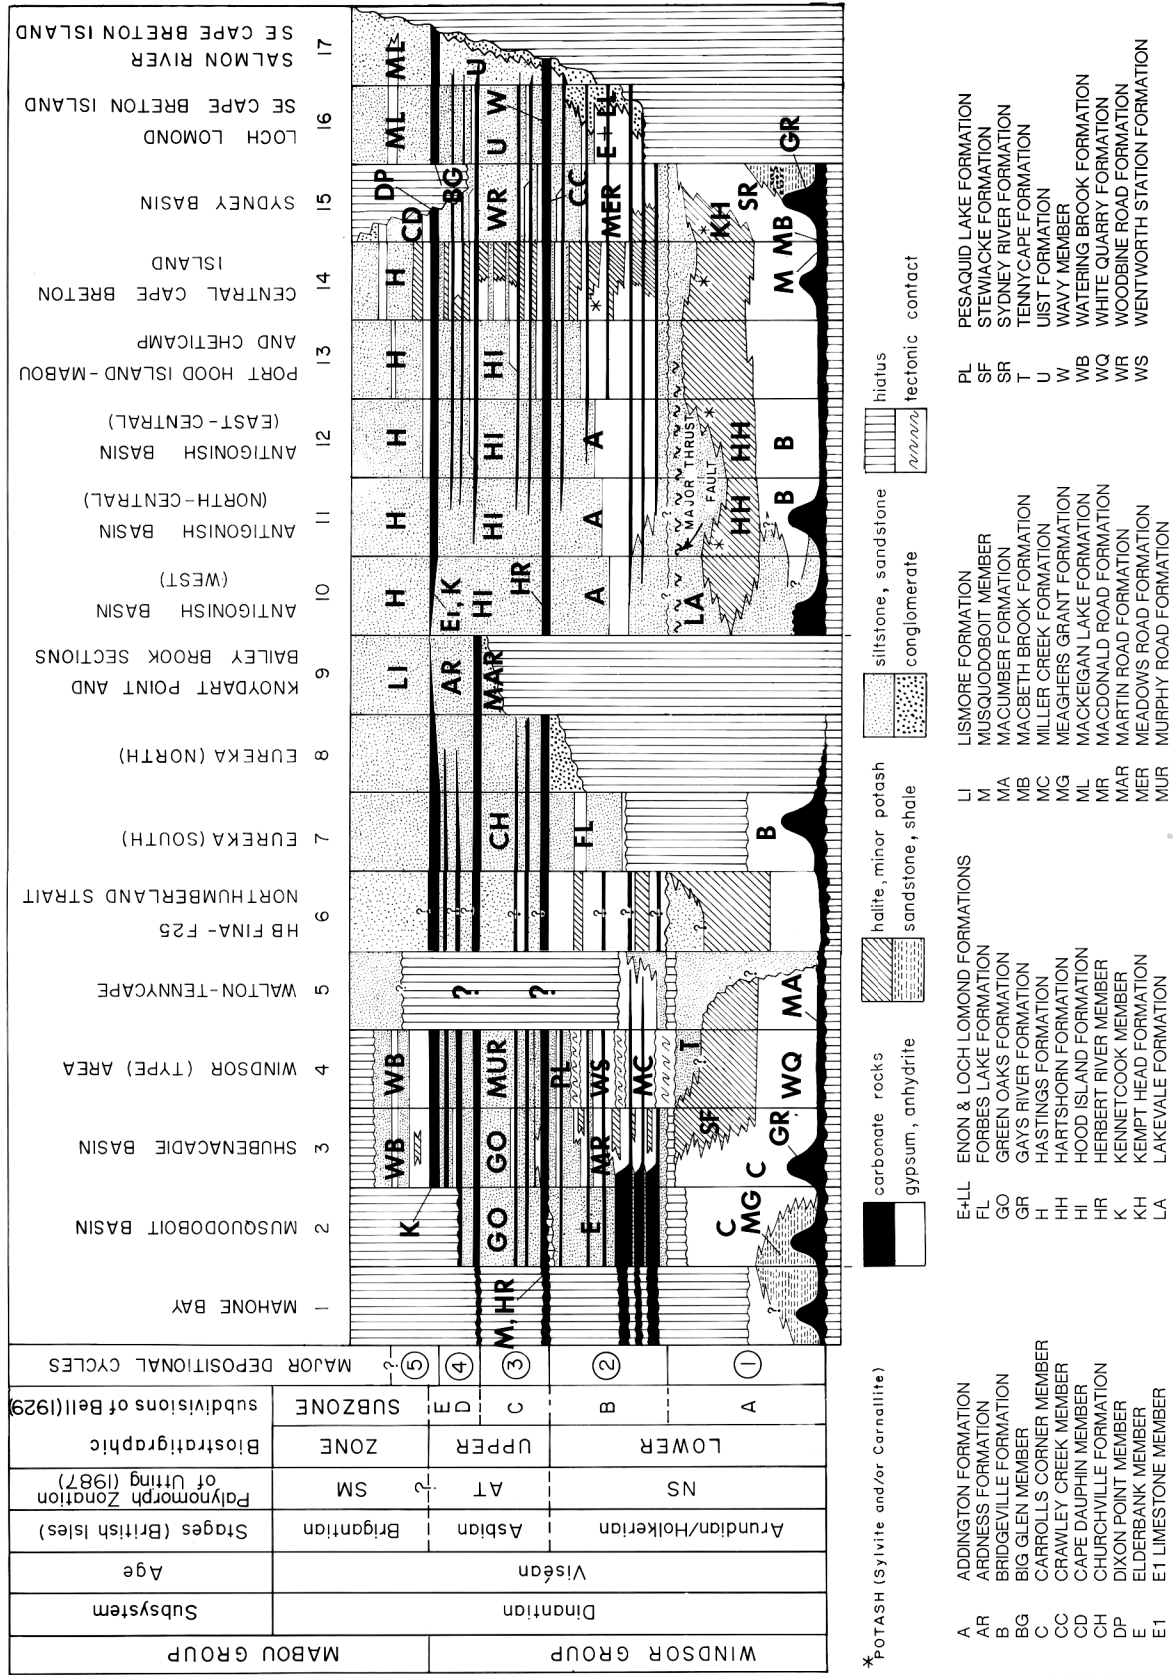 MABOU GROUP
WINDSOR GROUP
Subsystem
Dinantian
Age
Viséan
Stages (British Isles)
Brigantian
Asbian
Arundian/Holkerian
Palynomorph Zonation
of Utting (1987)
SM
?
AT
NS
Biostratigraphic
subdivisions of Bell (1929)
ZONE
UPPER
LOWER
SUBZONE
E
D
C
B
A
MAJOR DEPOSITIONAL CYCLES
?
5
4
3
2
1
1
MAHONE BAY
2
MUSQUODOBOIT
BASIN
3
SHUBENACADIE
BASIN
4
WINDSOR (TYPE) AREA
5
WALTON-TENNYCAPE
6
HB FINA-F25
NORTHUMBERLAND STRAIT
7
EUREKA (SOUTH)
8
EUREKA (NORTH)
9
KNOYDART POINT AND
BAILEY BROOK SECTIONS
10
ANTIGONISH BASIN
(WEST)
11
ANTIGONISH BASIN
(NORTH-CENTRAL)
12
ANTIGONISH BASIN
(EAST-CENTRAL)
13
PORT HOOD ISLAND-MABOU
AND CHETICAMP
14
CENTRAL CAPE BRETON
ISLAND
15
SYDNEY BASIN
16
LOCH LOMOND
SE CAPE BRETON ISLAND
17
SALMON RIVER
SE CAPE BRETON ISLAND
M, HR
K
GO
E
C
MG
WB
GO
MR
SF
GR
C
WB
MUR
PL
WS
MC
T
WQ
?
?
MA
CH
FL
B
LI
AR
MAR
H
E1, K
HI
HR
A
LA
H
HI
A
HH
B
MAJOR THRUST
FAULT
H
HI
A
HH
B
H
HI
H
M
DP
CD
BG
WR
CC
MER
KH
SR
MB
GR
ML
U
W
E + LL
ML
U
*POTASH (Sylvite and/or Carnallite)
carbonate rocks
gypsum, anhydrite
halite, minor potash
sandstone, shale
siltstone, sandstone
conglomerate
hiatus
tectonic contact
A ADDINGTON FORMATION
AR ARDNESS FORMATION
B BRIDGEVILLE FORMATION
BG BIG GLEN MEMBER
C CARROLLS CORNER MEMBER
CC CRAWLEY CREEK MEMBER
CD CAPE DAUPHIN MEMBER
CH CHURCHVILLE FORMATION
DP DIXON POINT MEMBER
E ELDERBANK MEMBER
E1 E1 LIMESTONE MEMBER
E+LL ENON & LOCH LOMOND FORMATIONS
FL FORBES LAKE FORMATION
GO GREEN OAKS FORMATION
GR GAYS RIVER FORMATION
H HASTINGS FORMATION
HH HARTSHORN FORMATION
HI HOOD ISLAND FORMATION
HR HERBERT RIVER MEMBER
K KENNETCOOK MEMBER
KH KEMPT HEAD FORMATION
LA LAKEVALE FORMATION
LI LISMORE FORMATION
M MUSQUODOBOIT MEMBER
MA MACUMBER FORMATION
MB MACBETH BROOK FORMATION
MC MILLER CREEK FORMATION
MG MEAGHERS GRANT FORMATION
ML MACKEIGAN LAKE FORMATION
MR MACDONALD ROAD FORMATION
MAR MARTIN ROAD FORMATION
MER MEADOWS ROAD FORMATION
MUR MURPHY ROAD FORMATION
PL PESAQUID LAKE FORMATION
SF STEWIACKE FORMATION
SR SYDNEY RIVER FORMATION
T TENNYCAPE FORMATION
U UIST FORMATION
W WAVY MEMBER
WB WATERING BROOK FORMATION
WQ WHITE QUARRY FORMATION
WR WOODBINE ROAD FORMATION
WS WENTWORTH STATION FORMATION